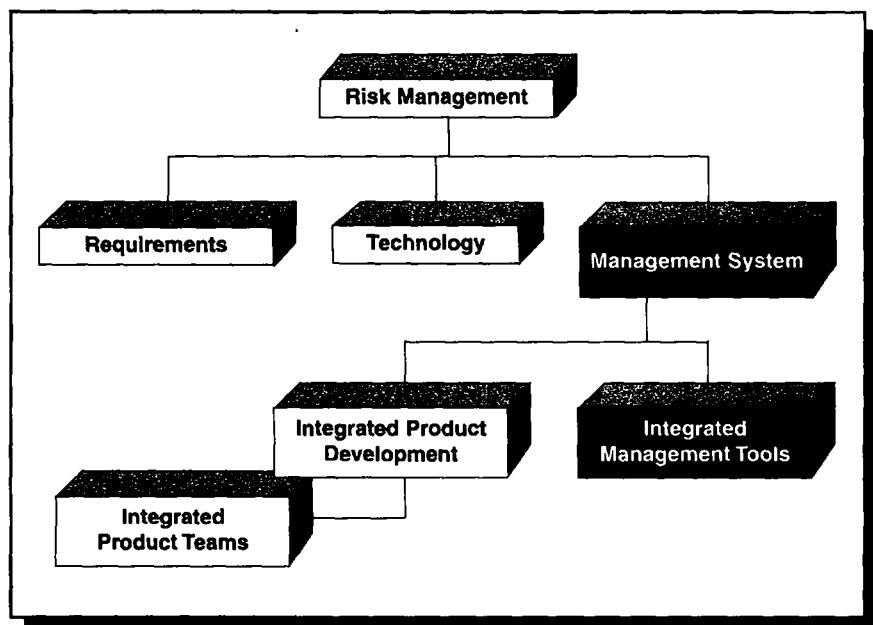 Risk Management
Requirements
Technology
Management System
Integrated Product
Development
Integrated
Management Tools
Integrated
Product Teams